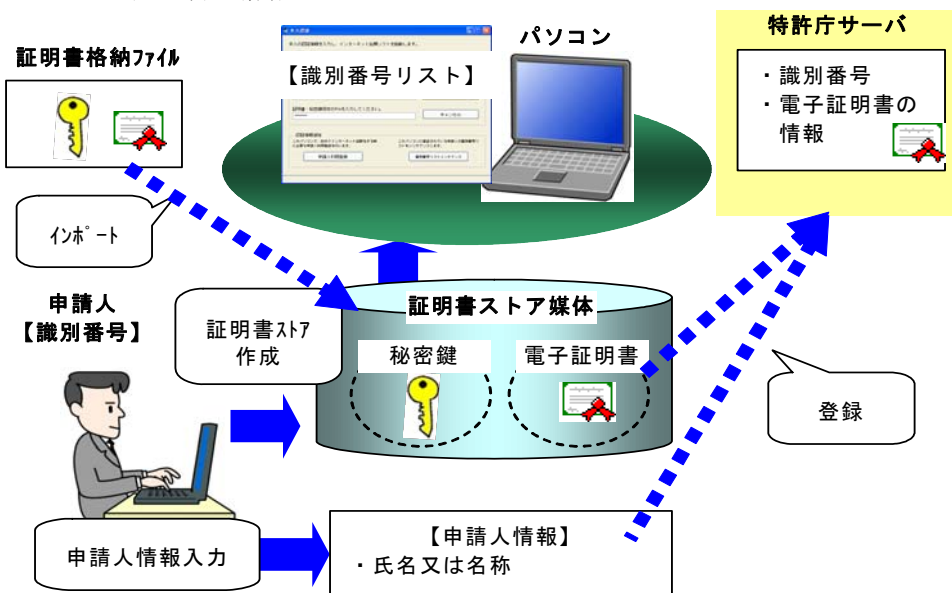 証明書格納ﾌｧｲﾙ
【識別番号リスト】
パソコン
特許庁サーバ
・識別番号
・電子証明書の
情報
ｲﾝﾎﾟｰﾄ
申請人
【識別番号】
証明書ｽﾄｱ
作成
証明書ストア媒体
秘密鍵
電子証明書
登録
申請人情報入力
【申請人情報】
・氏名又は名称